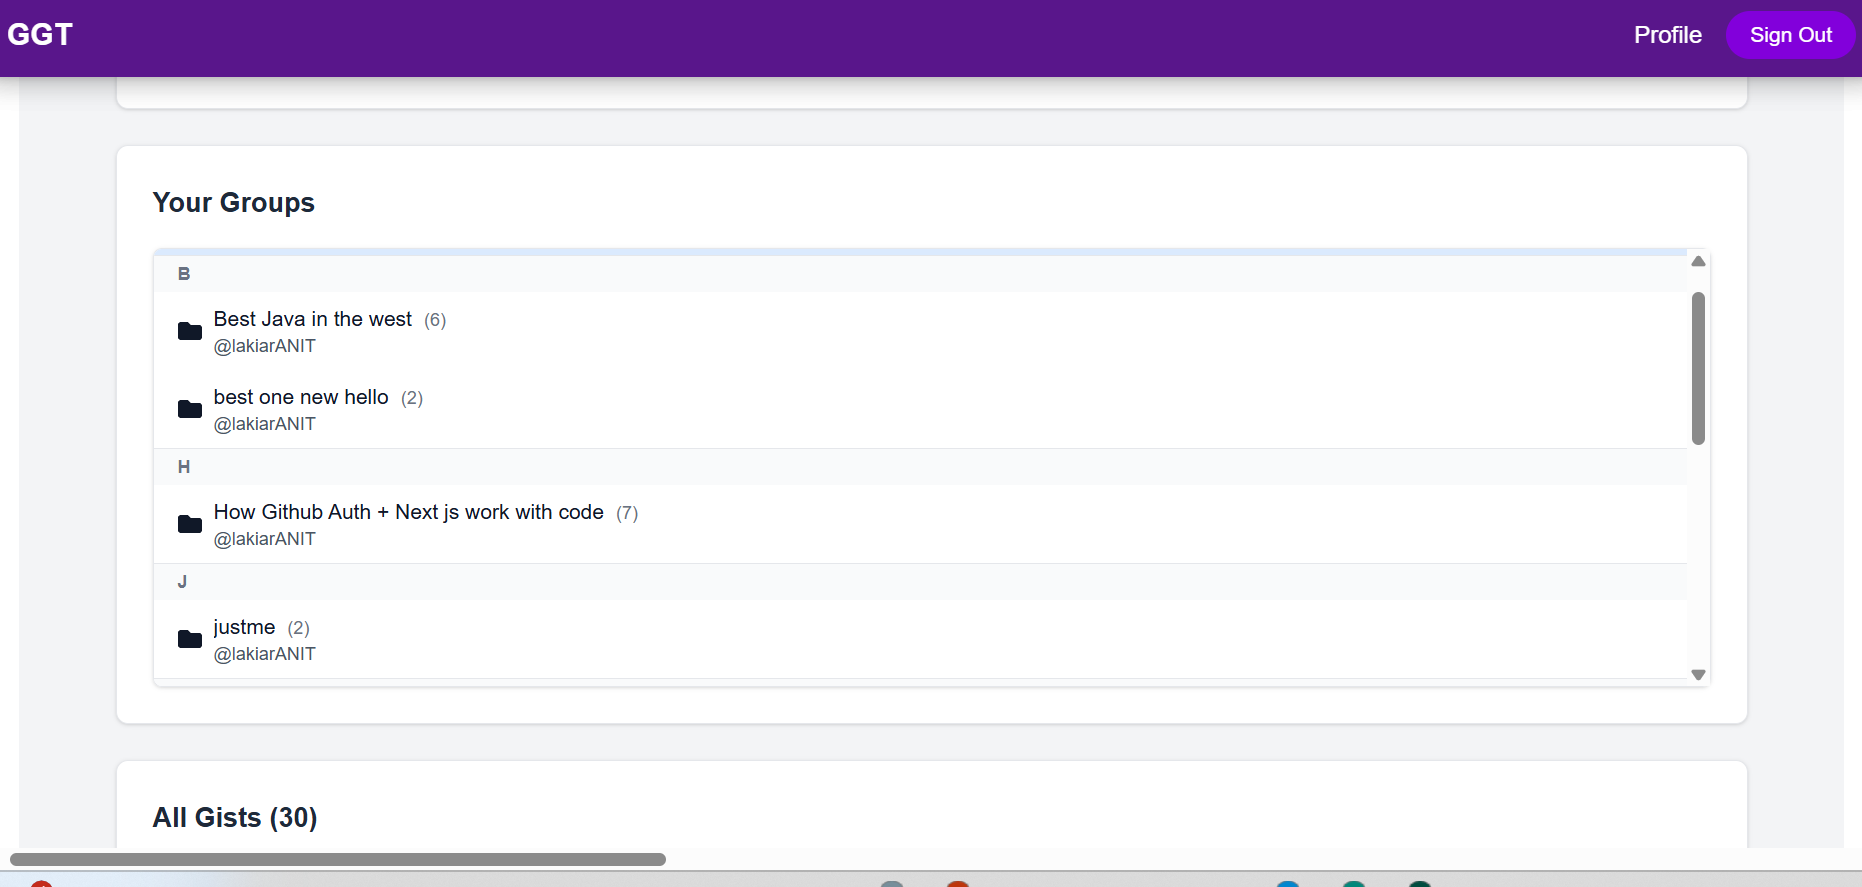 GGT
Profile
Sign Out
Your Groups
B
Best Java in the west (6)
@lakiarANIT
best one new hello (2)
@lakiarANIT
H
How Github Auth + Next js work with code (7)
@lakiarANIT
J
justme (2)
@lakiarANIT
All Gists (30)